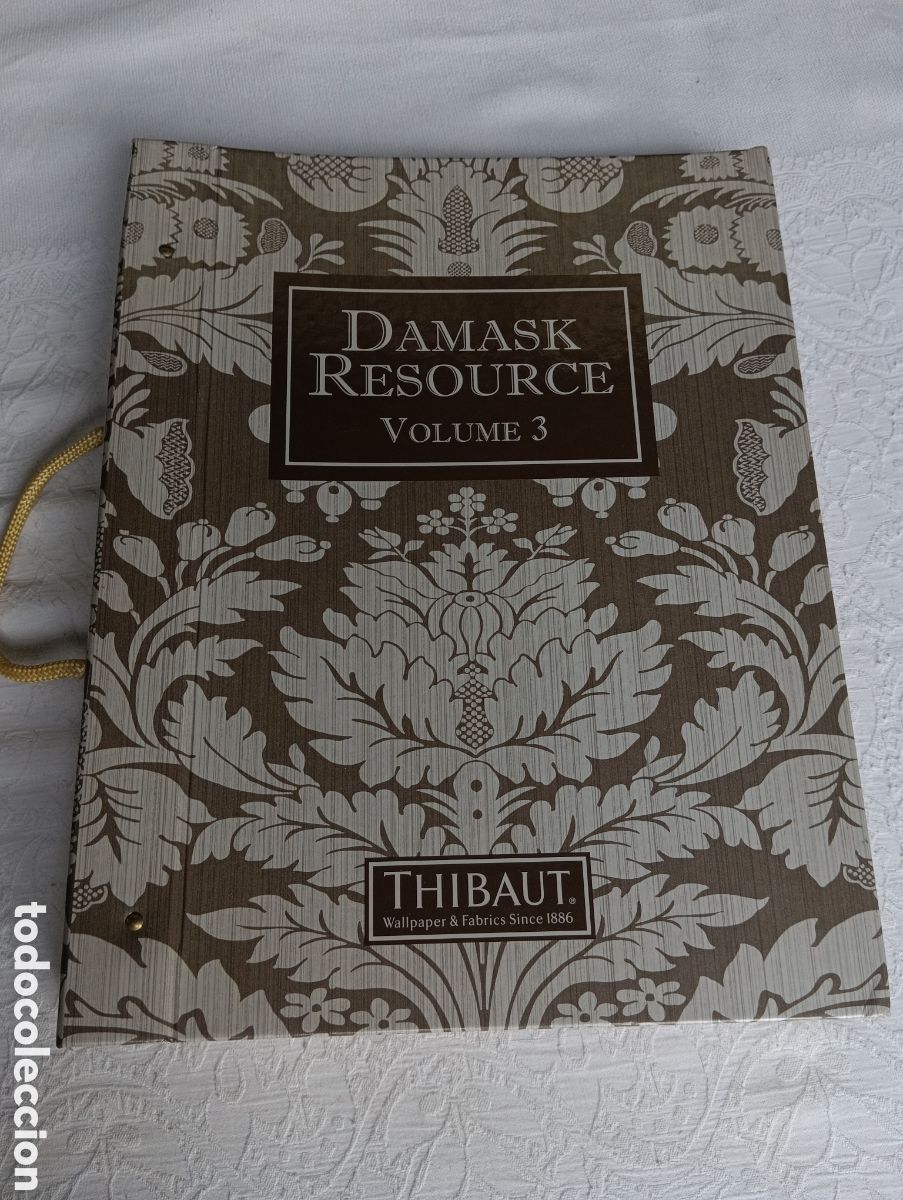 DAMASK
RESOURCE
VOLUME 3
THIBAUT®
Wallpaper & Fabrics Since 1886
todocoleccion